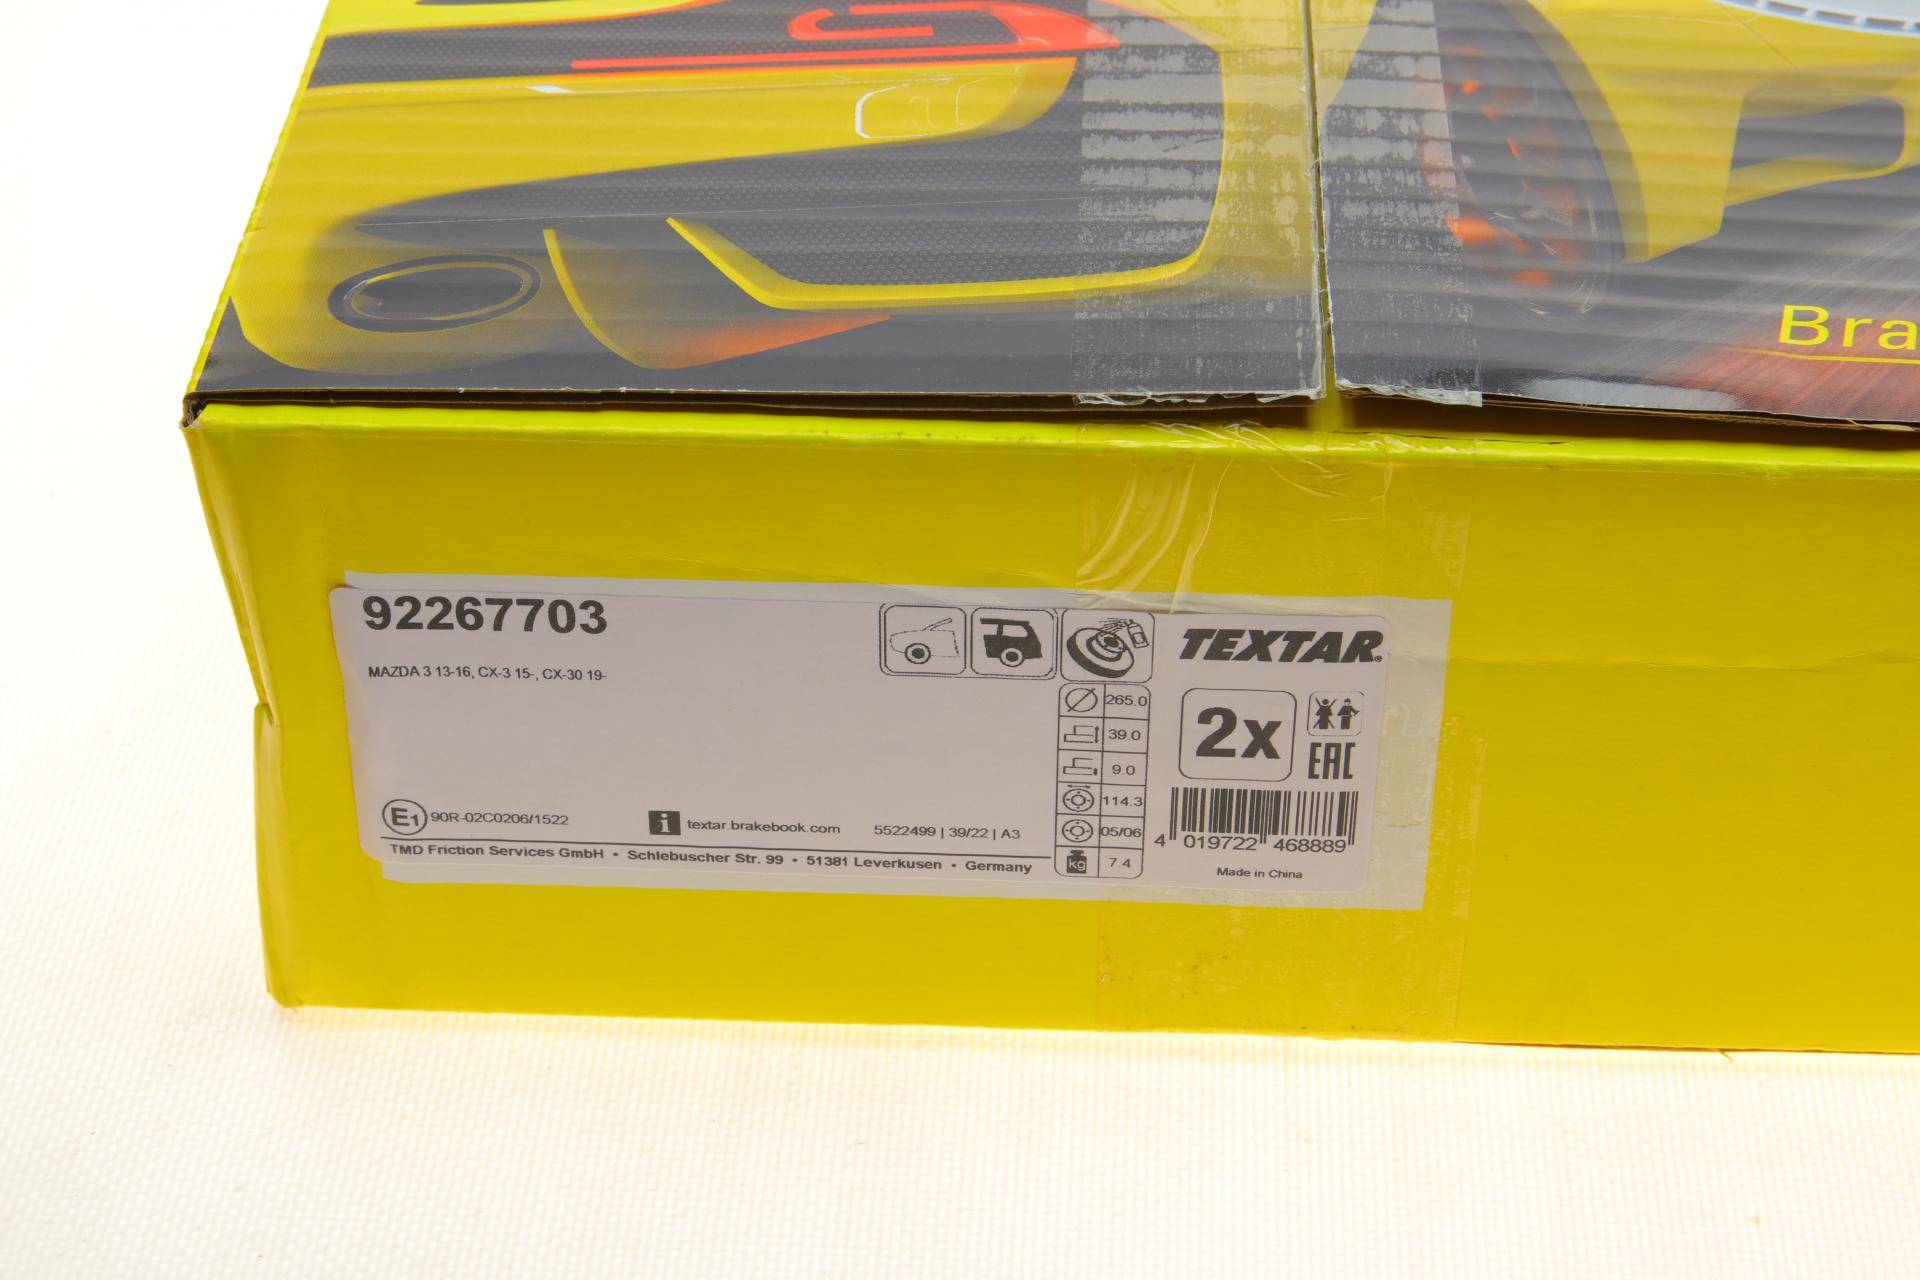 Bra
92267703
MAZDA 3 13-16, CX-3 15-, CX-30 19-
TEXTAR®
265.0
39.0
9.0
114.3
05/06
kg 7.4
2x
EAC
E1 90R-02C0206/1522
i textar.brakebook.com
5522499 | 39/22 | A3
TMD Friction Services GmbH • Schlebuscher Str. 99 • 51381 Leverkusen • Germany
4 019722 468889
Made in China